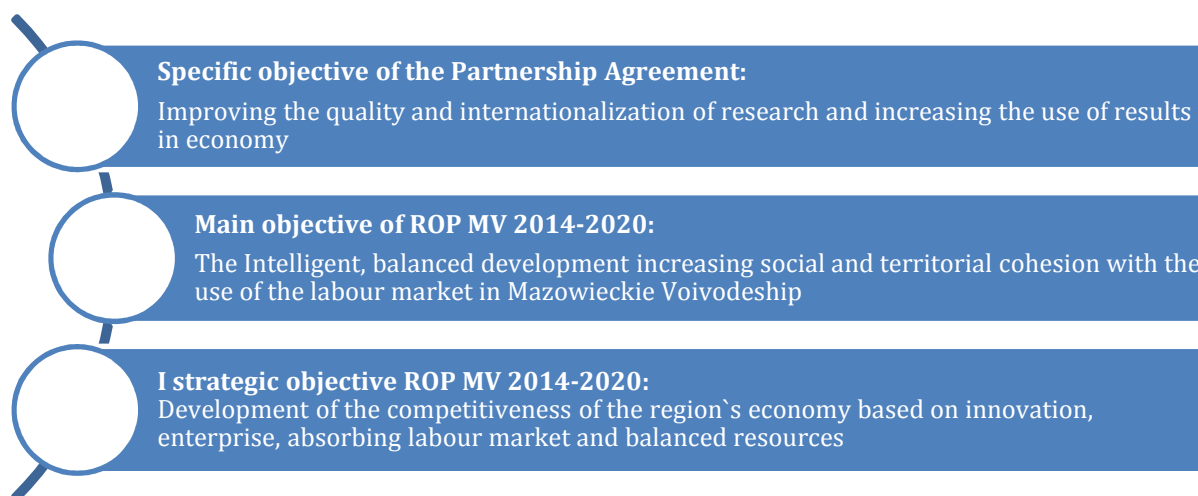 Specific objective of the Partnership Agreement:
Improving the quality and internationalization of research and increasing the use of results
in economy
Main objective of ROP MV 2014-2020:
The Intelligent, balanced development increasing social and territorial cohesion with the
use of the labour market in Mazowieckie Voivodeship
I strategic objective ROP MV 2014-2020:
Development of the competitiveness of the region`s economy based on innovation,
enterprise, absorbing labour market and balanced resources